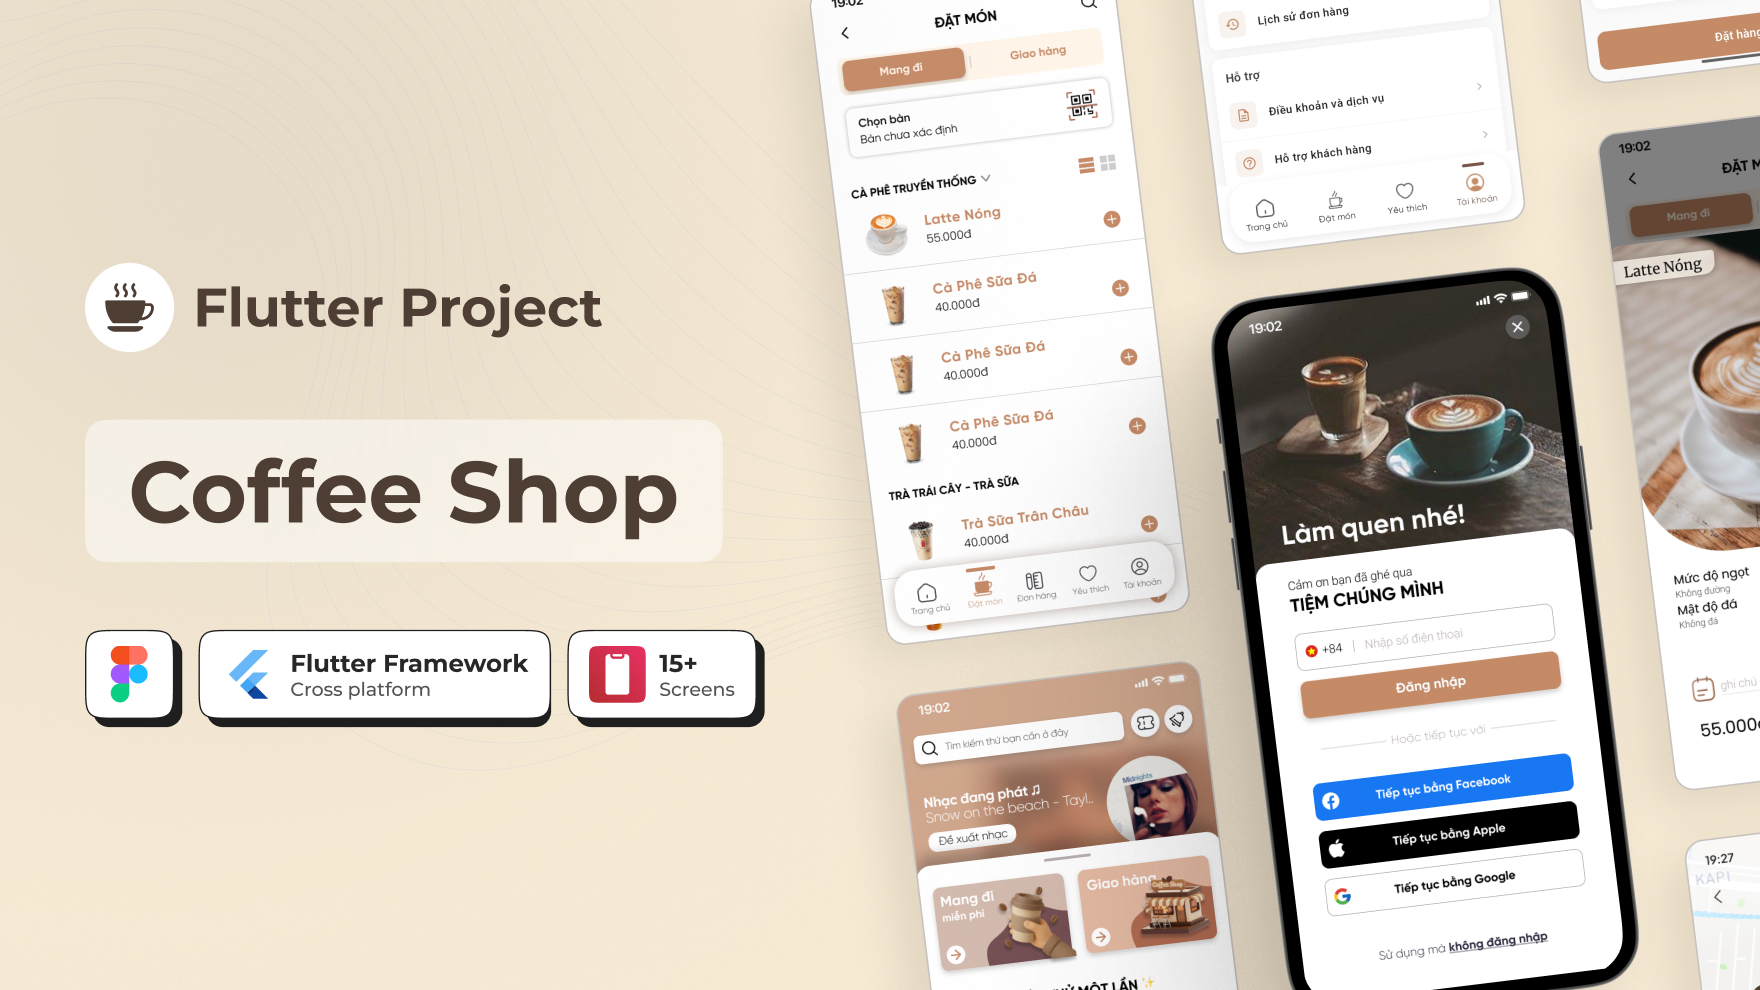 Flutter Project
Coffee Shop
Flutter Framework
Cross platform
15+
Screens
19:02
ĐẶT MÓN
Mang đi
Giao hàng
Chọn bàn
Bàn chưa xác định
CÀ PHÊ TRUYỀN THỐNG
Latte Nóng
55.000đ
Cà Phê Sữa Đá
40.000đ
Cà Phê Sữa Đá
40.000đ
Cà Phê Sữa Đá
40.000đ
TRÀ TRÁI CÂY - TRÀ SỮA
Trà Sữa Trân Châu
40.000đ
Trang chủ
Đặt món
Đơn hàng
Yêu thích
Tài khoản
19:02
Tìm kiếm thứ bạn cần ở đây
Nhạc đang phát ♫
Snow on the beach - Tayl..
Đề xuất nhạc
Midnights
Mang đi
miễn phí
Giao hàng
Coffee Shop
MỘT LẦN ✨
Lịch sử đơn hàng
Hỗ trợ
Điều khoản và dịch vụ
Hỗ trợ khách hàng
Trang chủ
Đặt món
Yêu thích
Tài khoản
19:02
Làm quen nhé!
Cảm ơn bạn đã ghé qua
TIỆM CHÚNG MÌNH
+84
Nhập số điện thoại
Đăng nhập
Hoặc tiếp tục với
Tiếp tục bằng Facebook
Tiếp tục bằng Apple
Tiếp tục bằng Google
Sử dụng mà không đăng nhập
Đặt hàng
19:02
ĐẶT M
Mang đi
Latte Nóng
Mức độ ngọt
Không đường
Mật độ đá
Không đá
ghi chú
55.000
19:27
KAPI